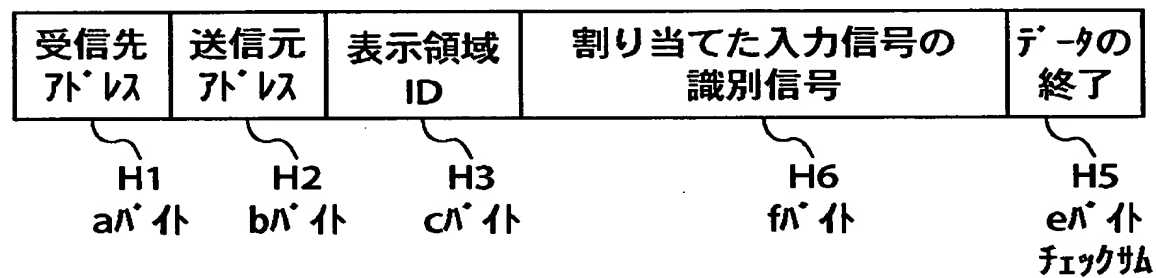 受信先
ｱﾄﾞﾚｽ
送信元
ｱﾄﾞﾚｽ
表示領域
ID
割り当てた入力信号の
識別信号
ﾃﾞｰﾀの
終了
H1
aﾊﾞｲﾄ
H2
bﾊﾞｲﾄ
H3
cﾊﾞｲﾄ
H6
fﾊﾞｲﾄ
H5
eﾊﾞｲﾄ
ﾁｪｯｸｻﾑ